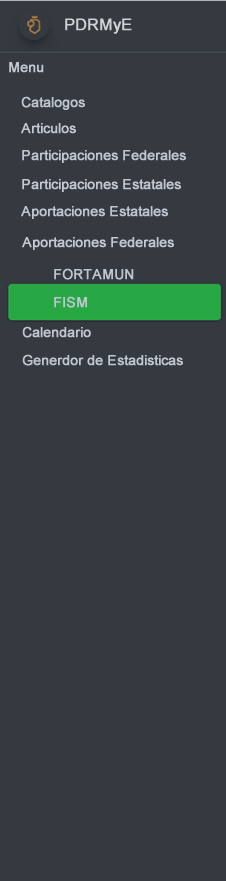 PDRMyE
Menu
Catalogos
Articulos
Participaciones Federales
Participaciones Estatales
Aportaciones Estatales
Aportaciones Federales
FORTAMUN
FISM
Calendario
Generdor de Estadisticas